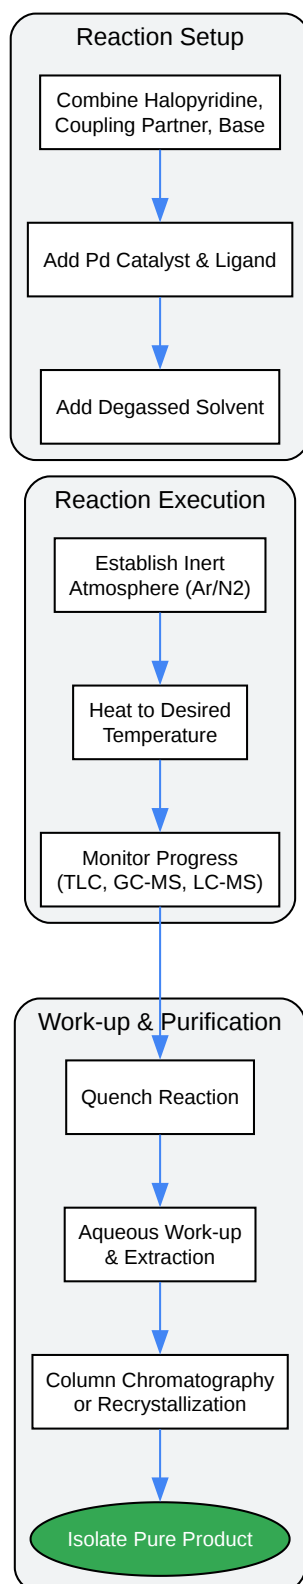 Reaction Setup
Combine Halopyridine,
Coupling Partner, Base
Add Pd Catalyst & Ligand
Add Degassed Solvent
Reaction Execution
Establish Inert
Atmosphere (Ar/N2)
Heat to Desired
Temperature
Monitor Progress
(TLC, GC-MS, LC-MS)
Work-up & Purification
Quench Reaction
Aqueous Work-up
& Extraction
Column Chromatography
or Recrystallization
Isolate Pure Product